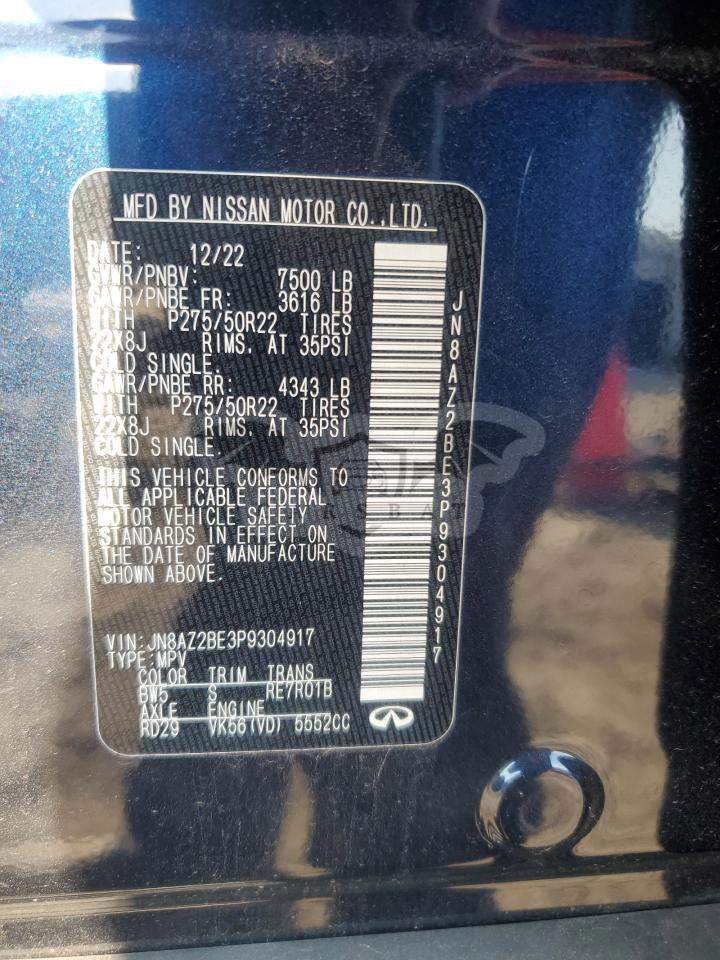 MFD BY NISSAN MOTOR CO.,LTD.
DATE: 12/22
GVWR/PNBV: 7500 LB
GAWR/PNBE FR: 3616 LB
WITH P275/50R22 TIRES
22X8J RIMS. AT 35PSI
COLD SINGLE.
GAWR/PNBE RR: 4343 LB
WITH P275/50R22 TIRES
22X8J RIMS. AT 35PSI
COLD SINGLE.
THIS VEHICLE CONFORMS TO
ALL APPLICABLE FEDERAL
MOTOR VEHICLE SAFETY
STANDARDS IN EFFECT ON
THE DATE OF MANUFACTURE
SHOWN ABOVE.
VIN:JN8AZ2BE3P9304917
TYPE:MPV
COLOR TRIM TRANS
BW5 S RE7R01B
AXLE ENGINE
RD29 VK56(VD) 5552CC
JN8AZ2BE3P9304917